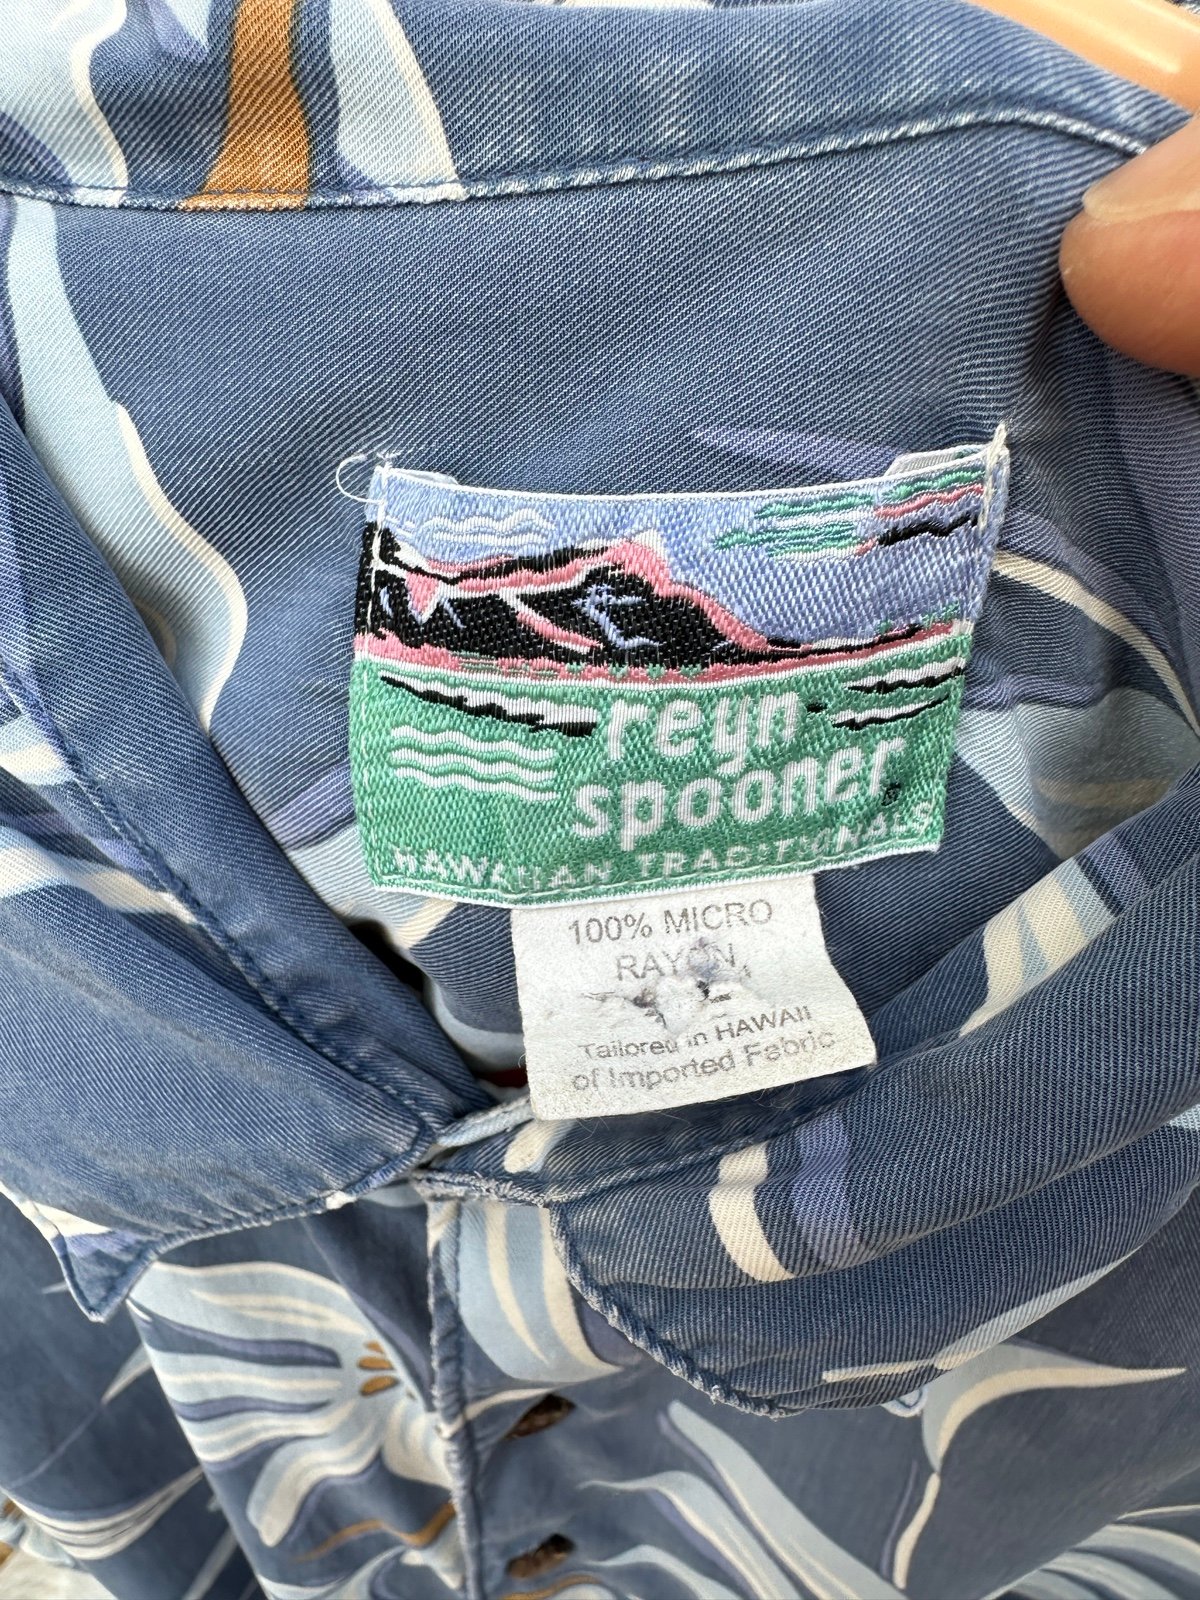 reyn
spooner
HAWAIIAN TRADITIONALS
100% MICRO
RAYON
Tailored in HAWAII
of Imported Fabric